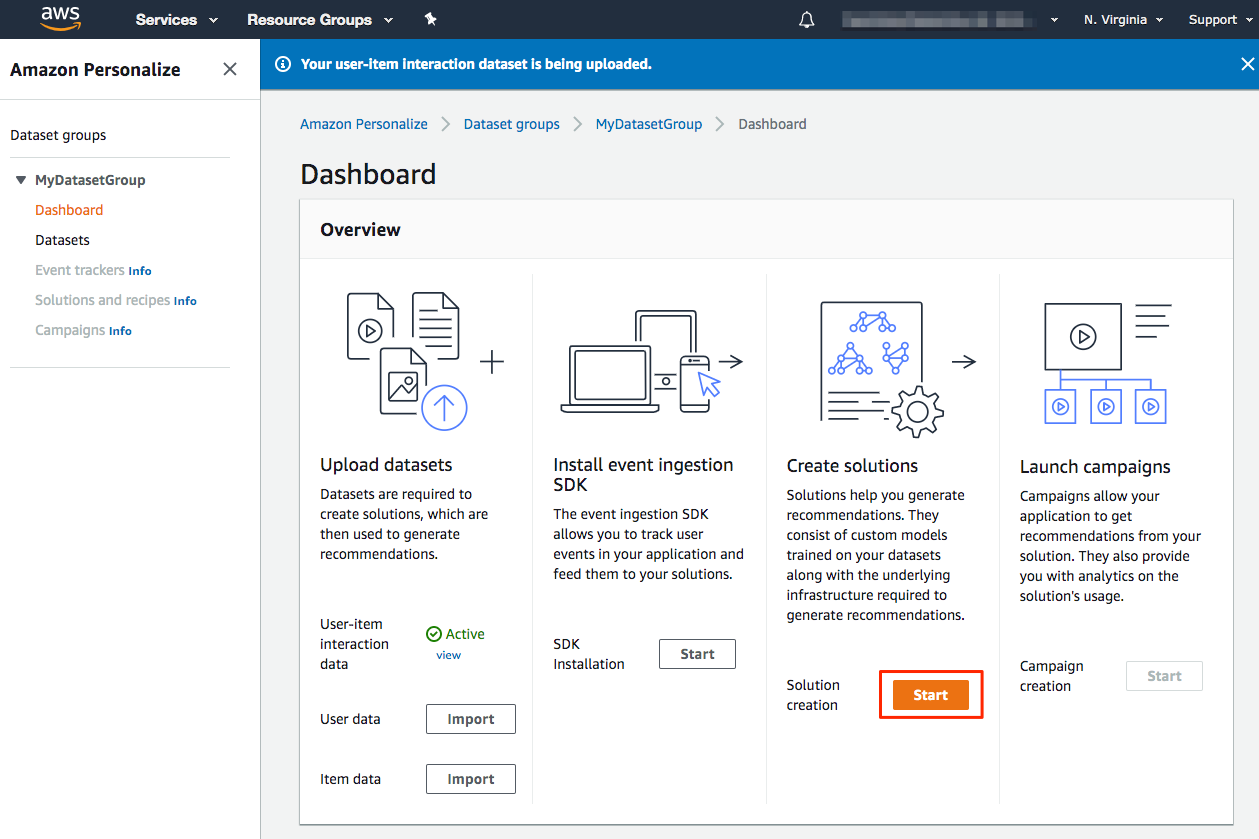 aws
Services
Resource Groups
N. Virginia
Support
Amazon Personalize
Your user-item interaction dataset is being uploaded.
Dataset groups
MyDatasetGroup
Dashboard
Datasets
Event trackers Info
Solutions and recipes Info
Campaigns Info
Amazon Personalize
Dataset groups
MyDatasetGroup
Dashboard
Dashboard
Overview
Upload datasets
Datasets are required to
create solutions, which are
then used to generate
recommendations.
User-item
interaction
data
Active
view
User data
Import
Item data
Import
Install event ingestion
SDK
The event ingestion SDK
allows you to track user
events in your application and
feed them to your solutions.
SDK
Installation
Start
Create solutions
Solutions help you generate
recommendations. They
consist of custom models
trained on your datasets
along with the underlying
infrastructure required to
generate recommendations.
Solution
creation
Start
Launch campaigns
Campaigns allow your
application to get
recommendations from your
solution. They also provide
you with analytics on the
solution's usage.
Campaign
creation
Start